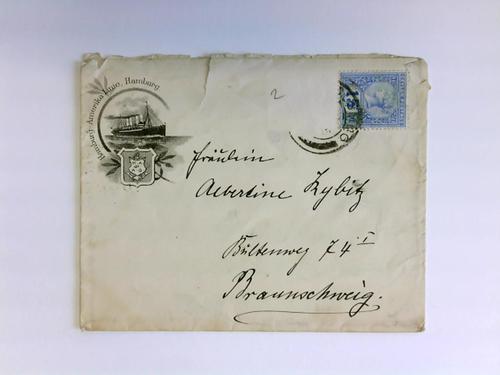 Hamburg-Amerika Linie, Hamburg.
2
Fräulein
Albertine Zybitz
Bültenweg 74 I
Braunschweig.